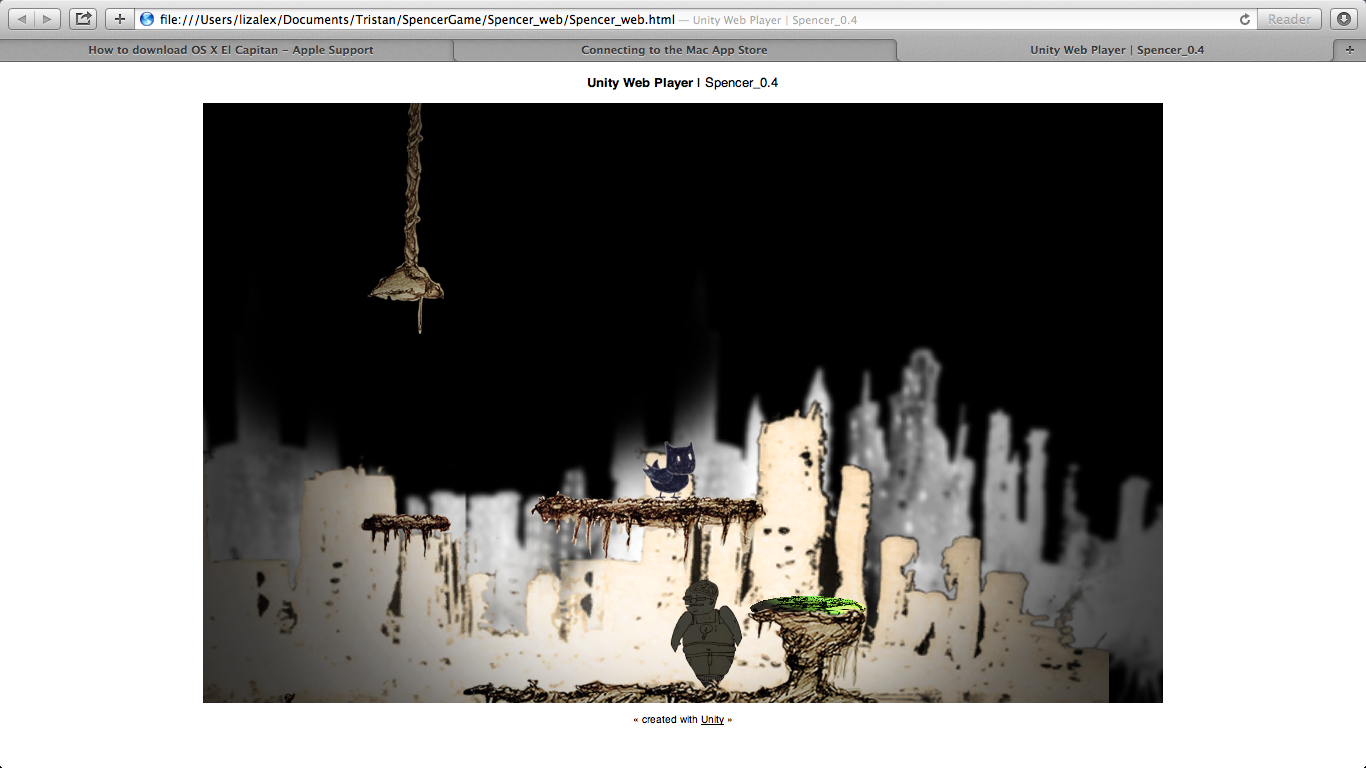 file:///Users/lizalex/Documents/Tristan/SpencerGame/Spencer_web/Spencer_web.html — Unity Web Player | Spencer_0.4
Reader
How to download OS X El Capitan - Apple Support
Connecting to the Mac App Store
Unity Web Player | Spencer_0.4
Unity Web Player | Spencer_0.4
« created with Unity »